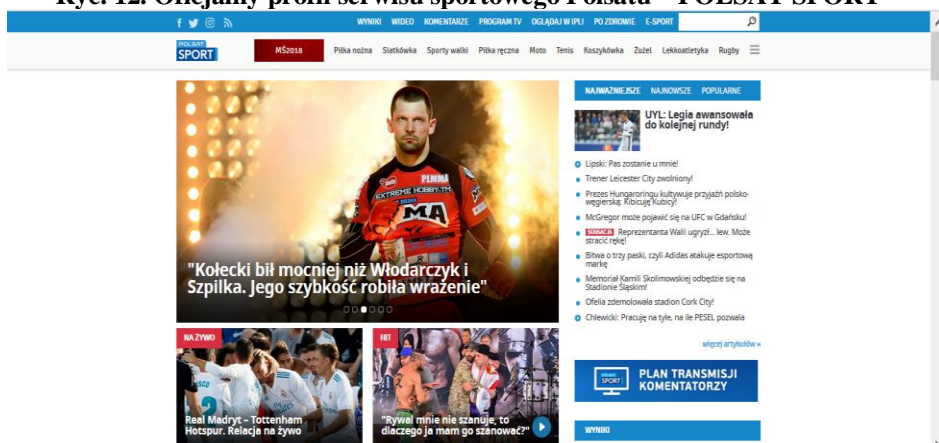 Ryc. 12. Oficjalny profil serwisu sportowego Polsatu – POLSAT SPORT
WYNIKI WIDEO KOMENTARZE PROGRAM TV OGLĄDAJ W IPLI PO ZDROWIE E-SPORT
POLSAT
SPORT
MŚ2018 Piłka nożna Siatkówka Sporty walki Piłka ręczna Moto Tenis Koszykówka Żużel Lekkoatletyka Rugby
PLMMA
EXTREME HOBBY.TM
MA
"Kołecki bił mocniej niż Włodarczyk i
Szpilka. Jego szybkość robiła wrażenie"
NA ŻYWO
Real Madryt – Tottenham
Hotspur. Relacja na żywo
HIT
"Rywal mnie nie szanuje, to
dlaczego ja mam go szanować?"
NAJWAŻNIEJSZE NAJNOWSZE POPULARNE
UYL: Legia awansowała
do kolejnej rundy!
Lipski: Pas zostanie u mnie!
Trener Leicester City zwolniony!
Prezes Hungaroringu kultywuje przyjaźń polsko-
węgierską: Kibicuję Kubicy!
McGregor może pojawić się na UFC w Gdańsku!
SENSACJA Reprezentanta Walii ugryzł... lew. Może
stracić rękę!
Bitwa o trzy paski, czyli Adidas atakuje esportową
markę
Memoriał Kamili Skolimowskiej odbędzie się na
Stadionie Śląskim!
Ofelia zdemolowała stadion Cork City!
Chlewicki: Pracuję na tyle, na ile PESEL pozwala
więcej artykułów »
SPORT
PLAN TRANSMISJI
KOMENTATORZY
WYNIKI